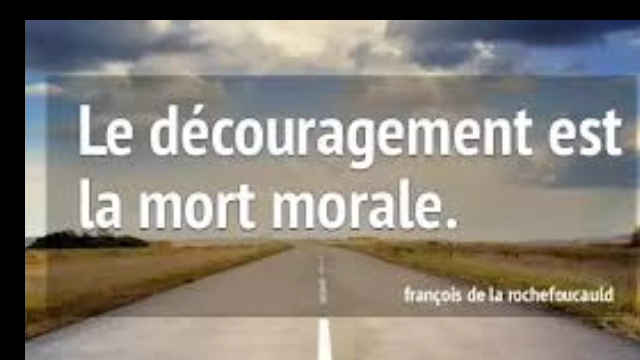 Le découragement est
la mort morale.
françois de la rochefoucauld